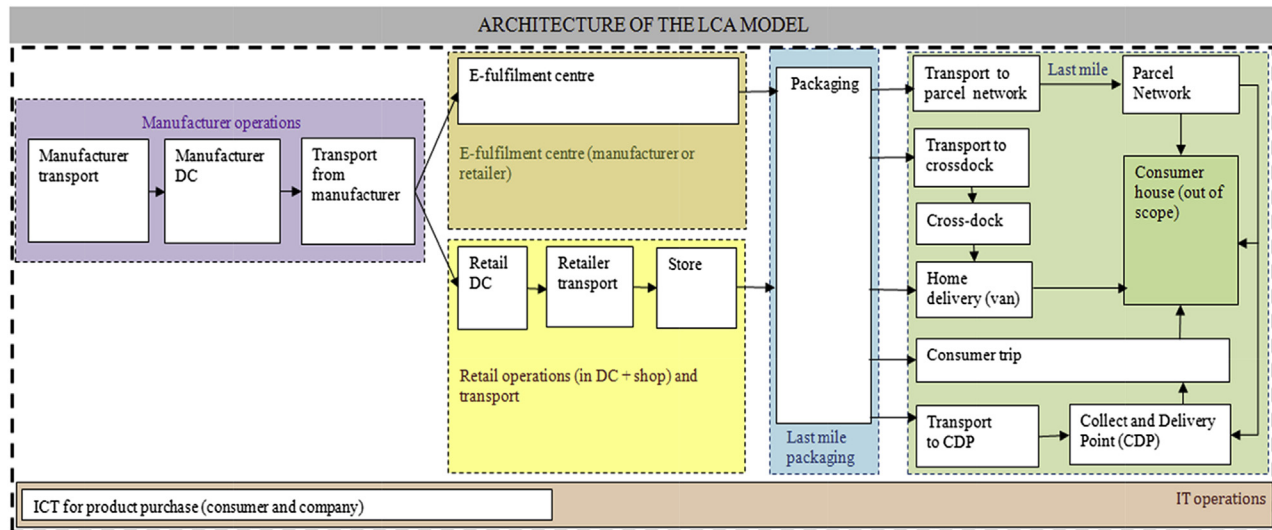 ARCHITECTURE OF THE LCA MODEL
Manufacturer operations
Manufacturer
transport
Manufacturer
DC
Transport
from
manufacturer
E-fulfilment centre
E-fulfilment centre (manufacturer or
retailer)
Retail
DC
Retailer
transport
Store
Retail operations (in DC + shop) and
transport
Packaging
Last mile
packaging
Transport to
parcel network
Last mile
Parcel
Network
Transport to
crossdock
Cross-dock
Home
delivery (van)
Consumer
house (out of
scope)
Consumer trip
Transport
to CDP
Collect and Delivery
Point (CDP)
ICT for product purchase (consumer and company)
IT operations